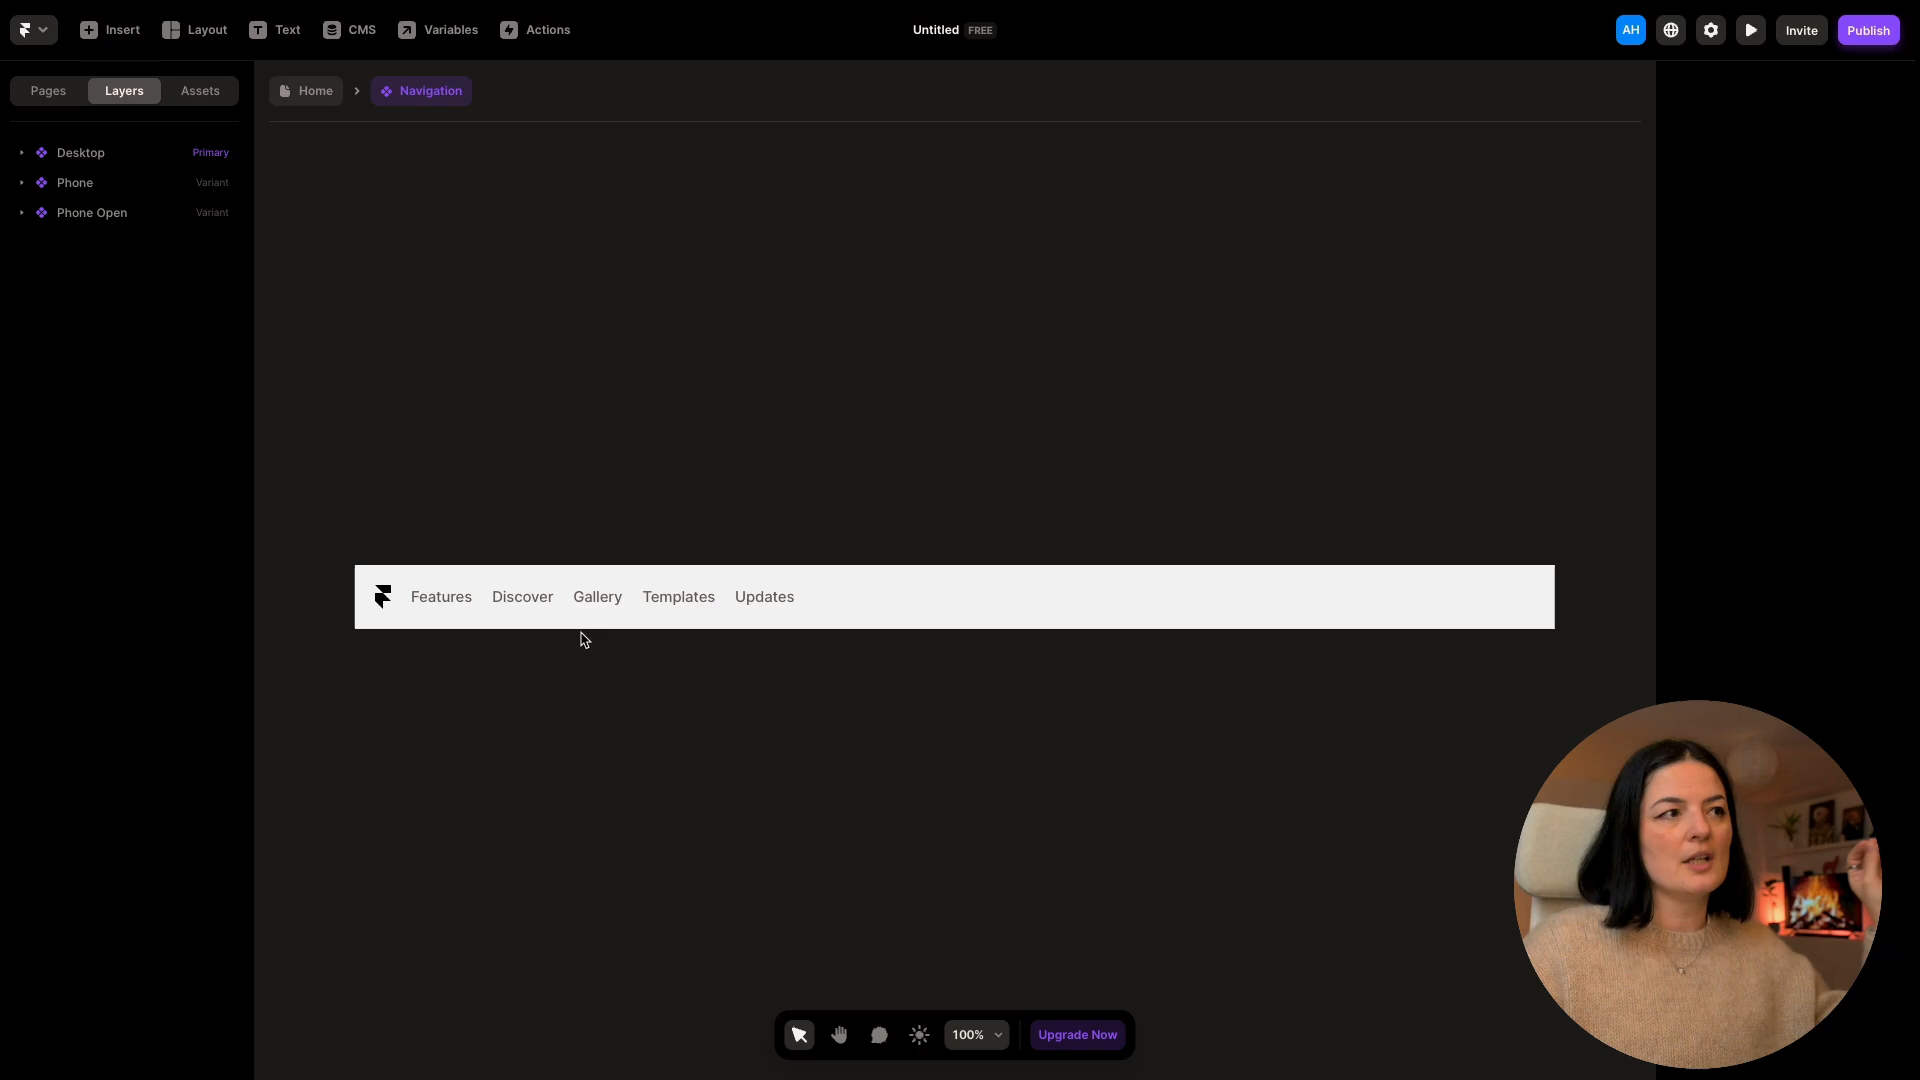 Insert
Layout
Text
CMS
Variables
Actions
Untitled FREE
AH
Invite
Publish
Pages
Layers
Assets
Home
Navigation
Desktop Primary
Phone Variant
Phone Open Variant
Features Discover Gallery Templates Updates
100%
Upgrade Now